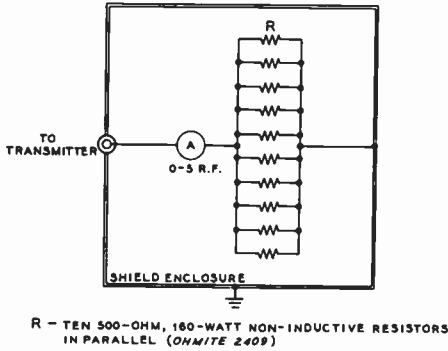 R
TO
TRANSMITTER
A
0-5 R.F.
SHIELD ENCLOSURE
R - TEN 500-OHM, 160-WATT NON-INDUCTIVE RESISTORS
IN PARALLEL (OHMITE 2409)